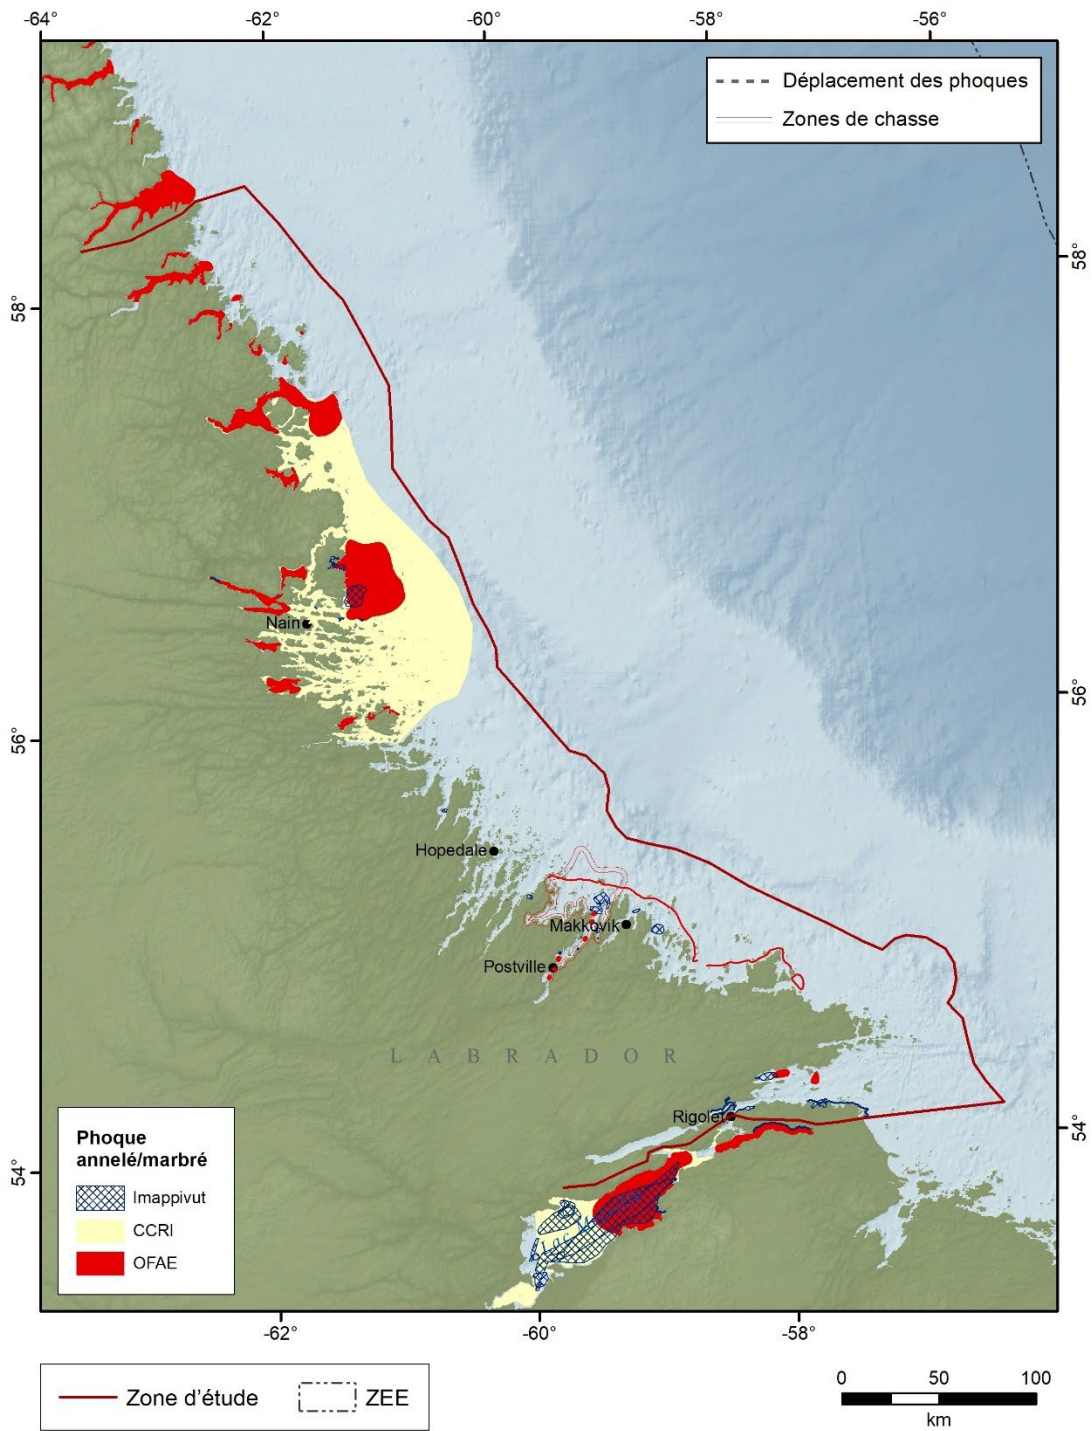 -64° -62° -60° -58° -56°
Déplacement des phoques
Zones de chasse
58°
58°
Nain
56°
56°
Hopedale
Makkovik
Postville
LABRADOR
Rigolet
54°
54°
Phoque
annelé/marbré
Imappivut
CCRI
OFAE
-62° -60° -58°
Zone d'étude
ZEE
0 50 100
km